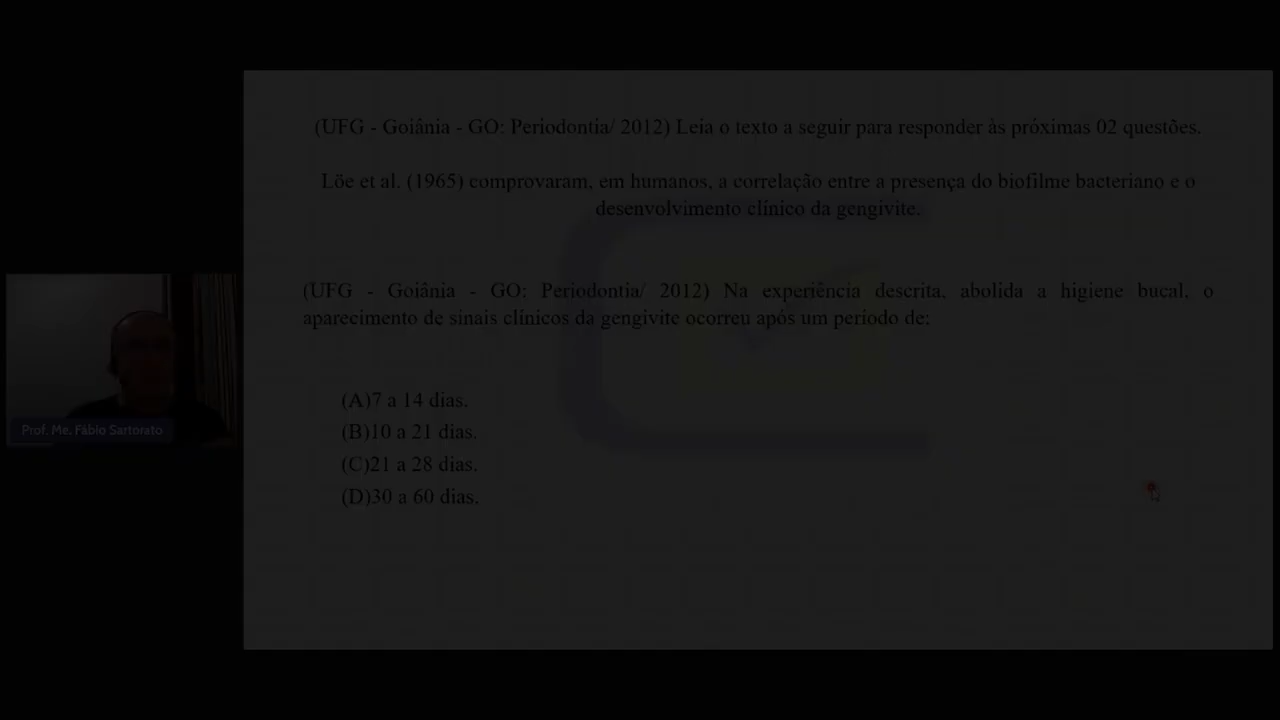 (UFG - Goiânia - GO: Periodontia/ 2012) Leia o texto a seguir para responder às próximas 02 questões.
Löe et al. (1965) comprovaram, em humanos, a correlação entre a presença do biofilme bacteriano e o
desenvolvimento clínico da gengivite.
(UFG - Goiânia - GO: Periodontia/ 2012) Na experiência descrita, abolida a higiene bucal, o
aparecimento de sinais clínicos da gengivite ocorreu após um período de:
(A)7 a 14 dias.
(B)10 a 21 dias.
(C)21 a 28 dias.
(D)30 a 60 dias.
Prof. Me. Fábio Sartorato